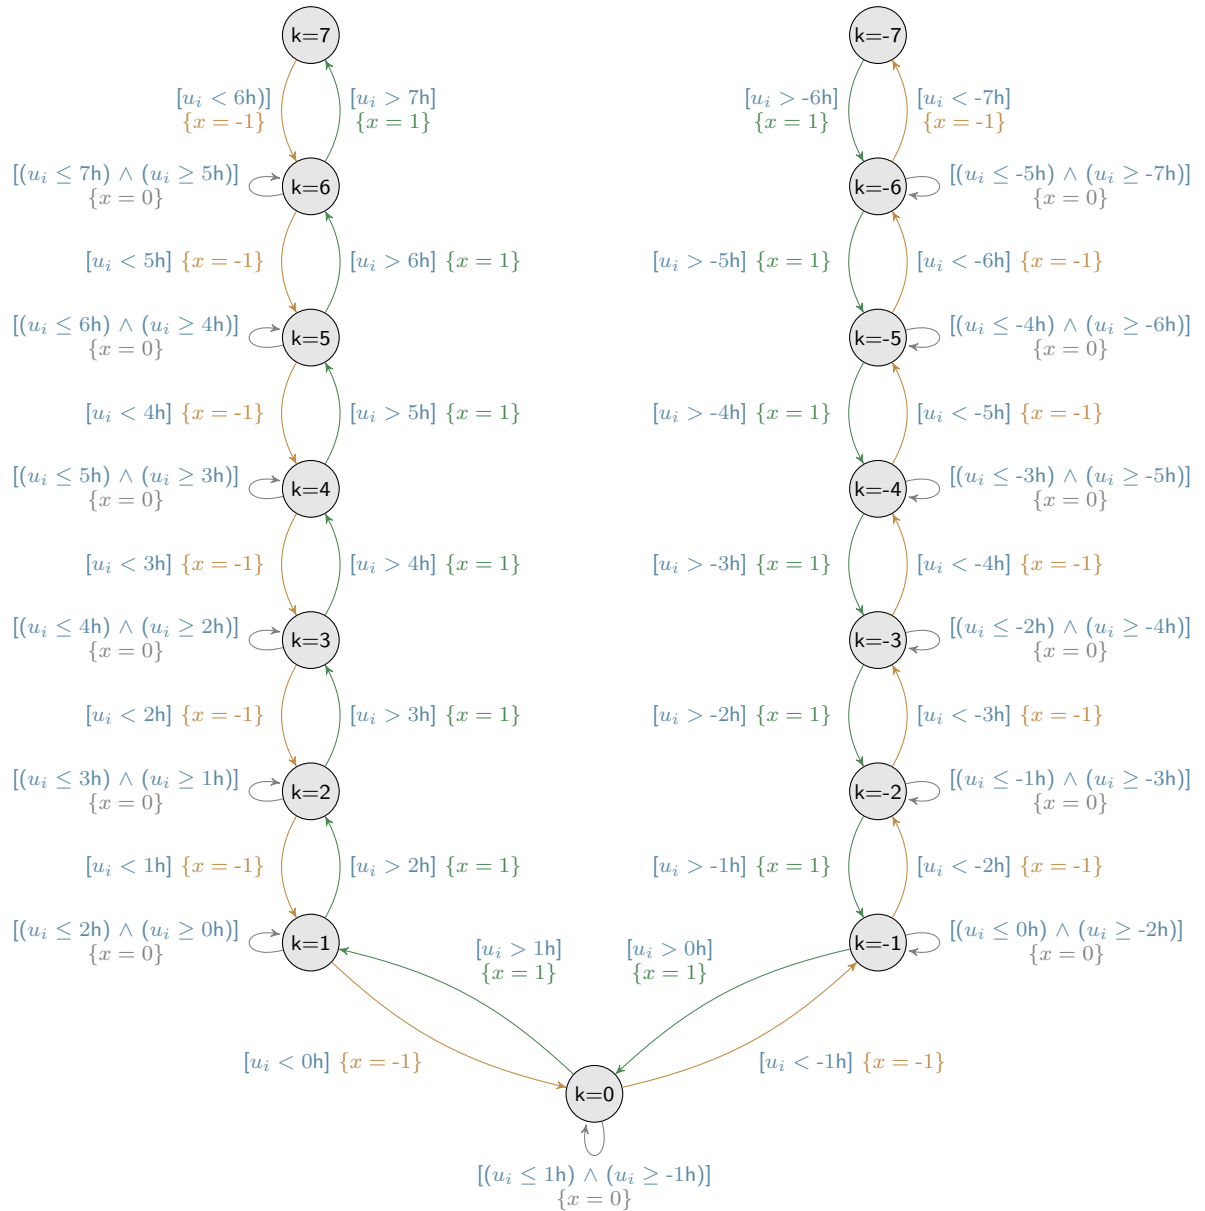 k=7 k=-7
[u_i < 6h)] [u_i > 7h] [u_i > -6h] [u_i < -7h]
{x = -1} {x = 1} {x = 1} {x = -1}
[(u_i ≤ 7h) ∧ (u_i ≥ 5h)] k=6 k=-6 [(u_i ≤ -5h) ∧ (u_i ≥ -7h)]
{x = 0} {x = 0}
[u_i < 5h] {x = -1} [u_i > 6h] {x = 1} [u_i > -5h] {x = 1} [u_i < -6h] {x = -1}
[(u_i ≤ 6h) ∧ (u_i ≥ 4h)] k=5 k=-5 [(u_i ≤ -4h) ∧ (u_i ≥ -6h)]
{x = 0} {x = 0}
[u_i < 4h] {x = -1} [u_i > 5h] {x = 1} [u_i > -4h] {x = 1} [u_i < -5h] {x = -1}
[(u_i ≤ 5h) ∧ (u_i ≥ 3h)] k=4 k=-4 [(u_i ≤ -3h) ∧ (u_i ≥ -5h)]
{x = 0} {x = 0}
[u_i < 3h] {x = -1} [u_i > 4h] {x = 1} [u_i > -3h] {x = 1} [u_i < -4h] {x = -1}
[(u_i ≤ 4h) ∧ (u_i ≥ 2h)] k=3 k=-3 [(u_i ≤ -2h) ∧ (u_i ≥ -4h)]
{x = 0} {x = 0}
[u_i < 2h] {x = -1} [u_i > 3h] {x = 1} [u_i > -2h] {x = 1} [u_i < -3h] {x = -1}
[(u_i ≤ 3h) ∧ (u_i ≥ 1h)] k=2 k=-2 [(u_i ≤ -1h) ∧ (u_i ≥ -3h)]
{x = 0} {x = 0}
[u_i < 1h] {x = -1} [u_i > 2h] {x = 1} [u_i > -1h] {x = 1} [u_i < -2h] {x = -1}
[(u_i ≤ 2h) ∧ (u_i ≥ 0h)] k=1 k=-1 [(u_i ≤ 0h) ∧ (u_i ≥ -2h)]
{x = 0} {x = 0}
[u_i > 1h] [u_i > 0h]
{x = 1} {x = 1}
[u_i < 0h] {x = -1} [u_i < -1h] {x = -1}
k=0
[(u_i ≤ 1h) ∧ (u_i ≥ -1h)]
{x = 0}